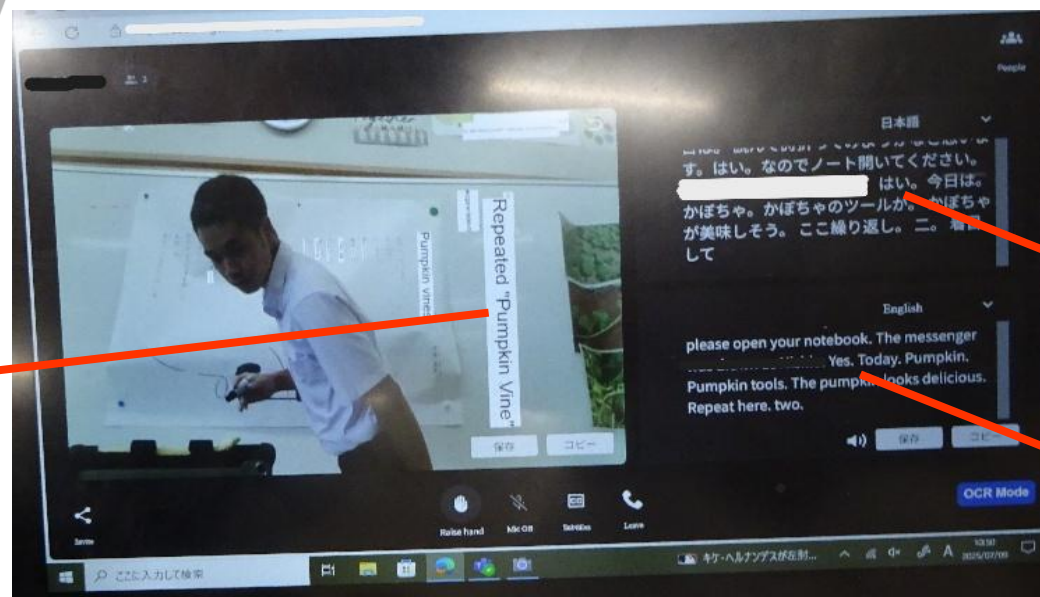 People
日本語
す。はい。なのでノート開いてください。
はい。今日は。
かぼちゃ。かぼちゃのツールが。かぼちゃ
が美味しそう。ここ繰り返し。二。着目
して
Repeated "Pumpkin Vine"
Pumpkin vines
English
please open your notebook. The messenger
Yes. Today. Pumpkin.
Pumpkin tools. The pumpkin looks delicious.
Repeat here. two.
保存
コピー
保存
コピー
OCR Mode
Raise hand
Mic Off
Subtitles
Leave
ここに入力して検索
キケ・ヘルナンデスが左肘...
A
10:50
2025/07/09